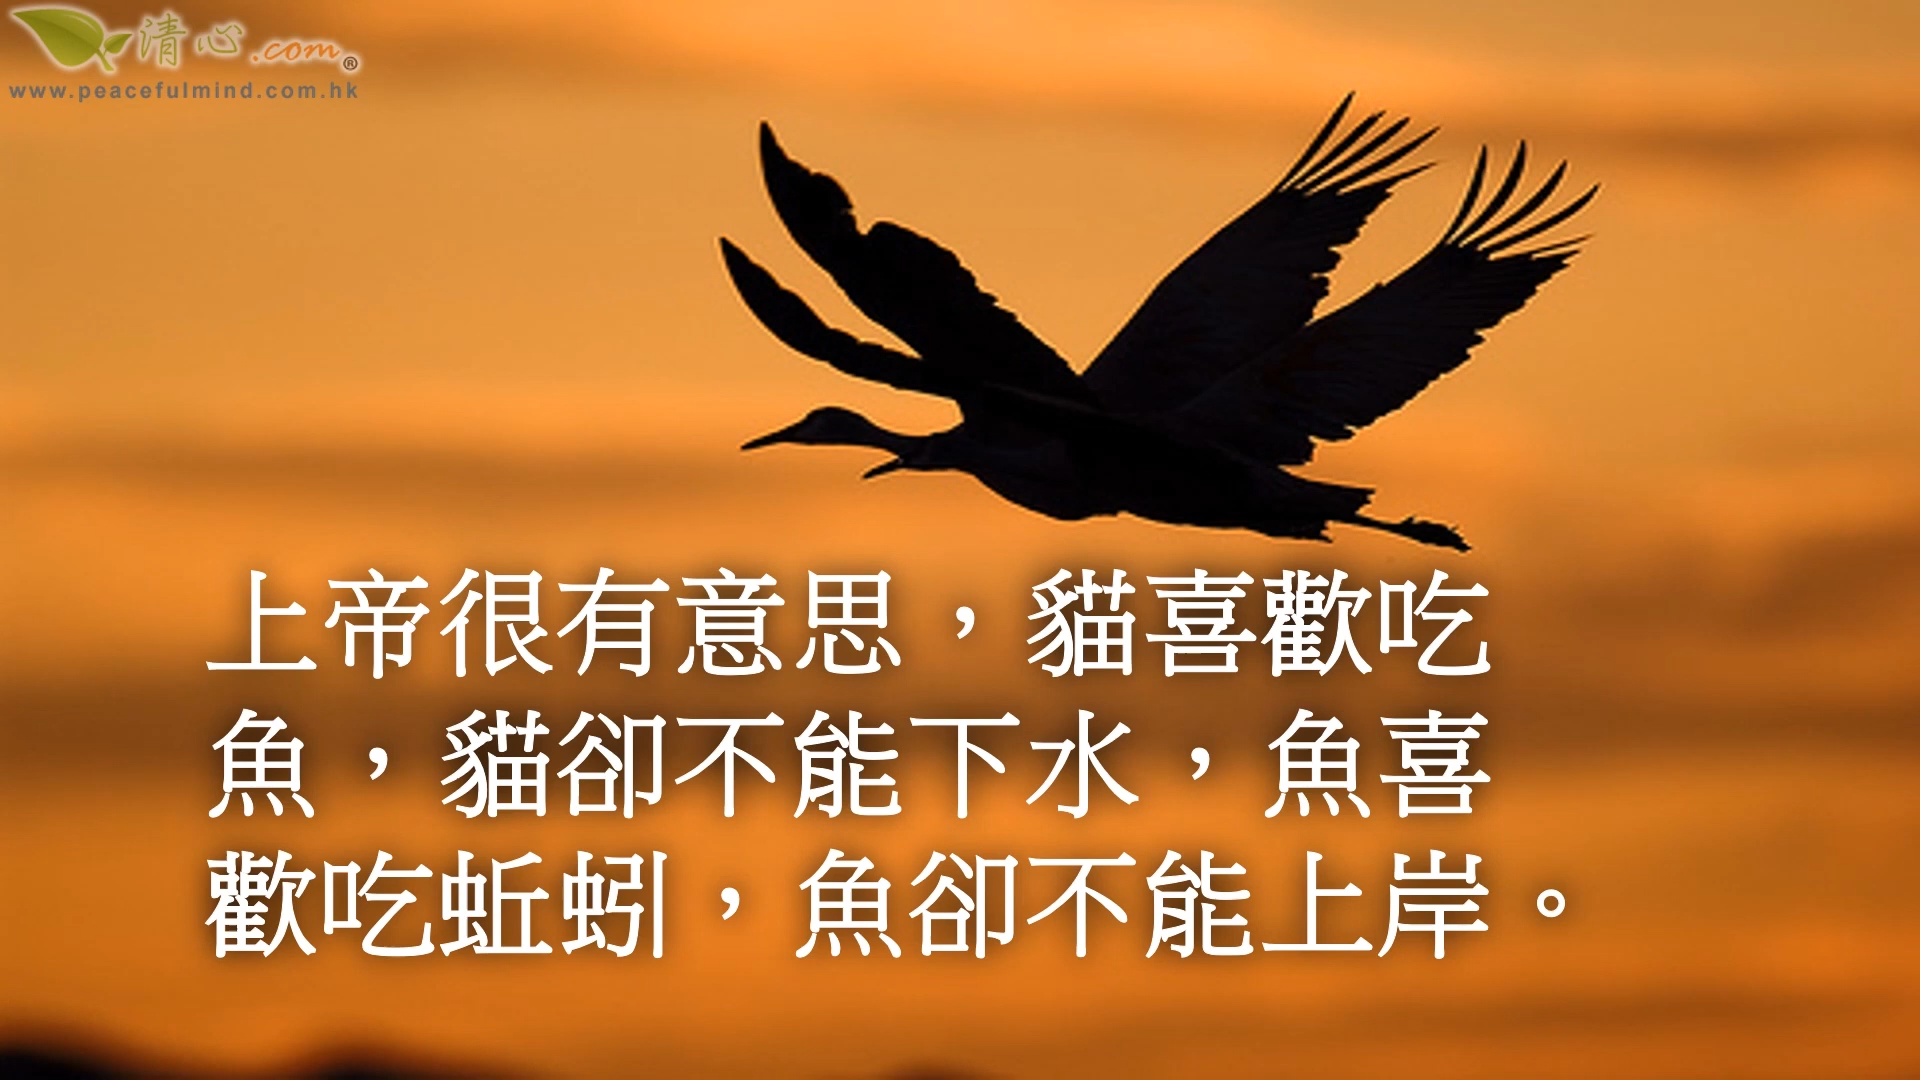 清心.com®
www.peacefulmind.com.hk
上帝很有意思，貓喜歡吃
魚，貓卻不能下水，魚喜
歡吃蚯蚓，魚卻不能上岸。